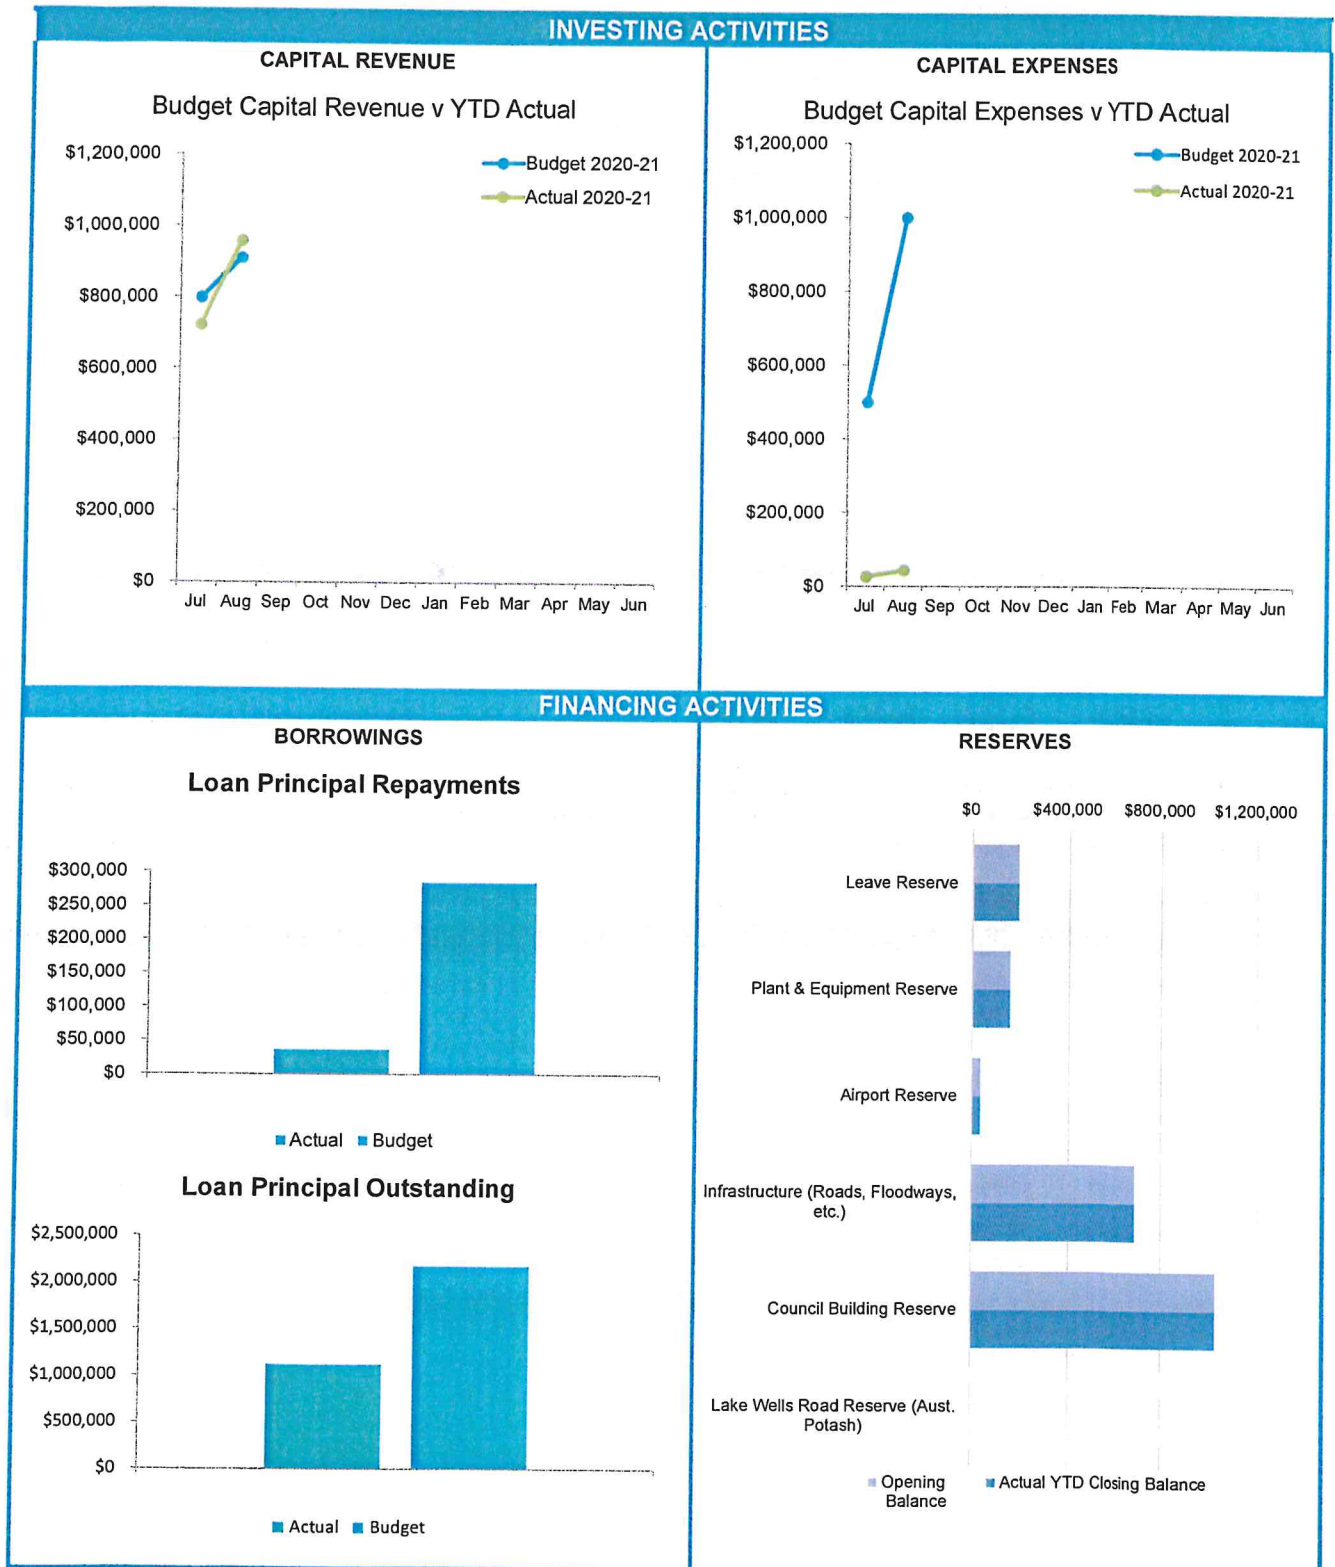 INVESTING ACTIVITIES
CAPITAL REVENUE
Budget Capital Revenue v YTD Actual
$1,200,000
$1,000,000
$800,000
$600,000
$400,000
$200,000
$0
Budget 2020-21
Actual 2020-21
Jul Aug Sep Oct Nov Dec Jan Feb Mar Apr May Jun
CAPITAL EXPENSES
Budget Capital Expenses v YTD Actual
$1,200,000
$1,000,000
$800,000
$600,000
$400,000
$200,000
$0
Budget 2020-21
Actual 2020-21
Jul Aug Sep Oct Nov Dec Jan Feb Mar Apr May Jun
FINANCING ACTIVITIES
BORROWINGS
Loan Principal Repayments
$300,000
$250,000
$200,000
$150,000
$100,000
$50,000
$0
Actual Budget
Loan Principal Outstanding
$2,500,000
$2,000,000
$1,500,000
$1,000,000
$500,000
$0
Actual Budget
RESERVES
$0 $400,000 $800,000 $1,200,000
Leave Reserve
Plant & Equipment Reserve
Airport Reserve
Infrastructure (Roads, Floodways,
etc.)
Council Building Reserve
Lake Wells Road Reserve (Aust.
Potash)
Opening
Balance
Actual YTD Closing Balance